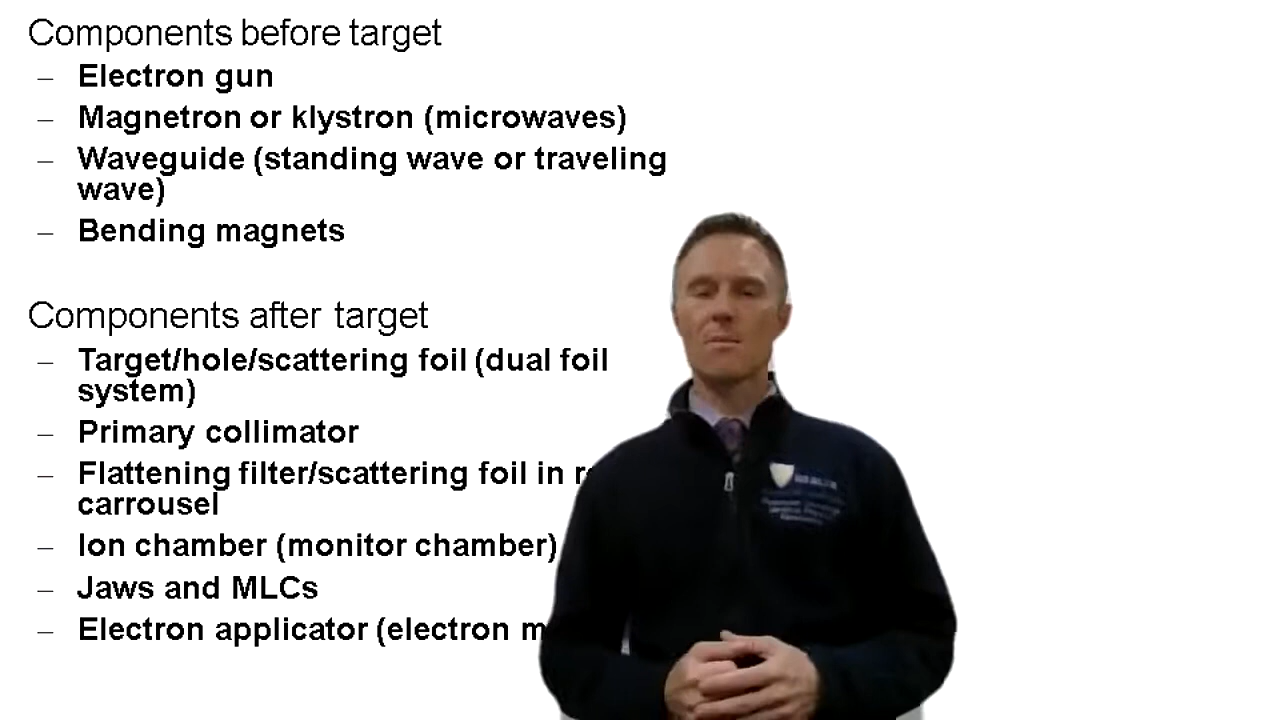 Components before target
– Electron gun
– Magnetron or klystron (microwaves)
– Waveguide (standing wave or traveling
wave)
– Bending magnets
Components after target
– Target/hole/scattering foil (dual foil
system)
– Primary collimator
– Flattening filter/scattering foil in
carrousel
– Ion chamber (monitor chamber)
– Jaws and MLCs
– Electron applicator (electron